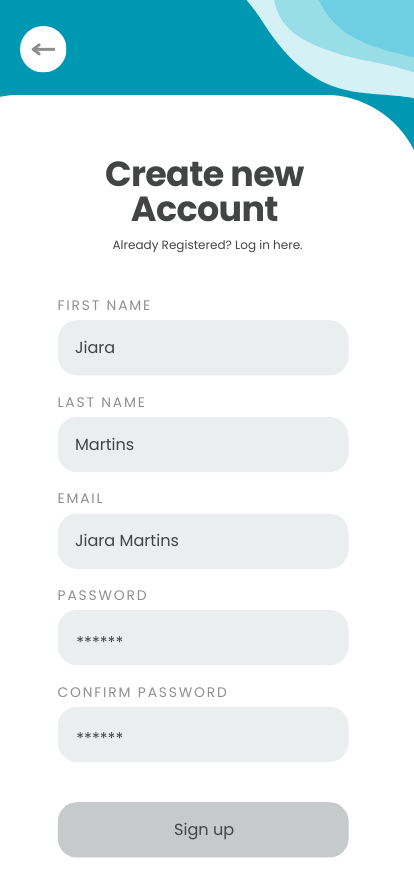 Create new
Account
Already Registered? Log in here.
FIRST NAME
Jiara
LAST NAME
Martins
EMAIL
Jiara Martins
PASSWORD
******
CONFIRM PASSWORD
******
Sign up